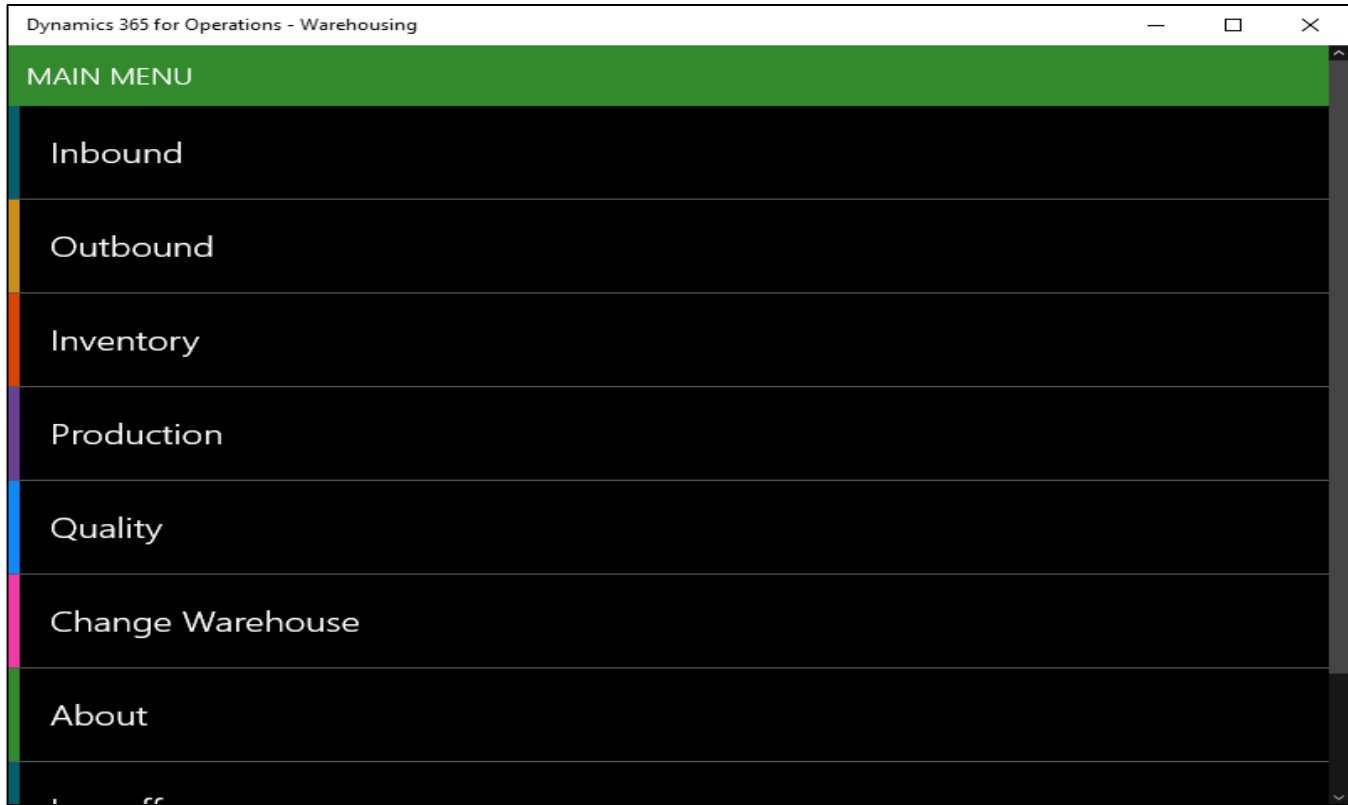 Dynamics 365 for Operations - Warehousing
MAIN MENU
Inbound
Outbound
Inventory
Production
Quality
Change Warehouse
About